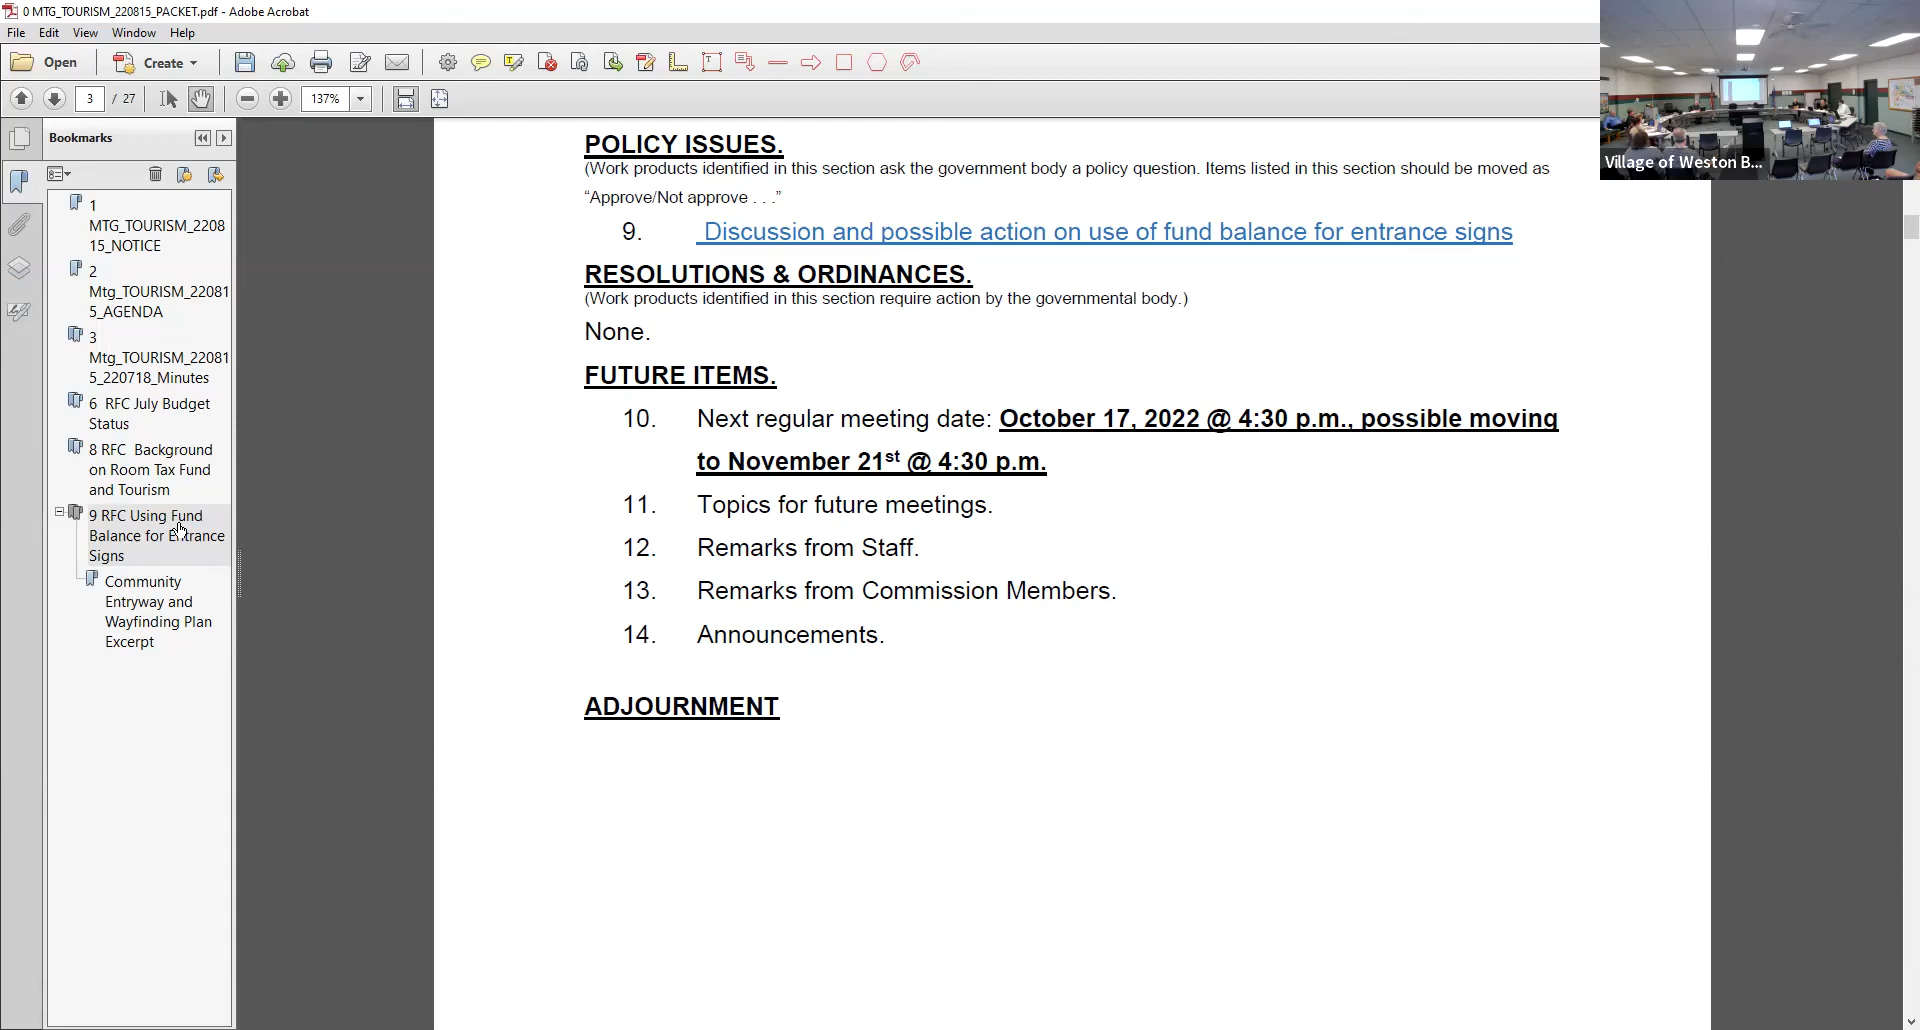 0 MTG_TOURISM_220815_PACKET.pdf - Adobe Acrobat
File Edit View Window Help
Open
Create
3 / 27
137%
Bookmarks
1
MTG_TOURISM_2208
15_NOTICE
2
Mtg_TOURISM_22081
5_AGENDA
3
Mtg_TOURISM_22081
5_220718_Minutes
6 RFC July Budget
Status
8 RFC Background
on Room Tax Fund
and Tourism
9 RFC Using Fund
Balance for Entrance
Signs
Community
Entryway and
Wayfinding Plan
Excerpt
POLICY ISSUES.
(Work products identified in this section ask the government body a policy question. Items listed in this section should be moved as
“Approve/Not approve . . .”
9. Discussion and possible action on use of fund balance for entrance signs
RESOLUTIONS & ORDINANCES.
(Work products identified in this section require action by the governmental body.)
None.
FUTURE ITEMS.
10. Next regular meeting date: October 17, 2022 @ 4:30 p.m., possible moving
to November 21st @ 4:30 p.m.
11. Topics for future meetings.
12. Remarks from Staff.
13. Remarks from Commission Members.
14. Announcements.
ADJOURNMENT
Village of Weston B...